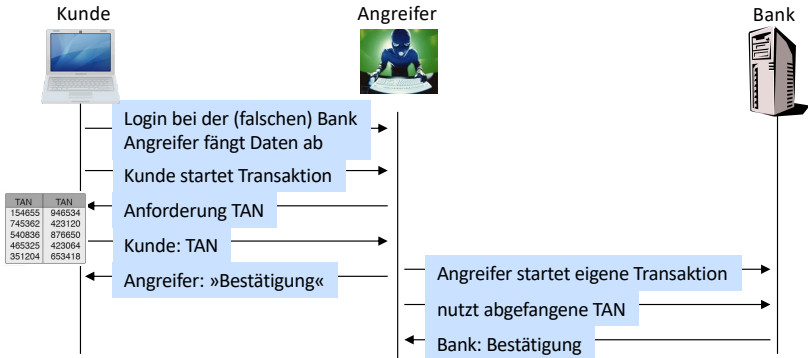 Kunde
Angreifer
Bank
Login bei der (falschen) Bank
Angreifer fängt Daten ab
Kunde startet Transaktion
Anforderung TAN
TAN TAN
154655 946534
745362 423120
540836 876650
465325 423064
351204 653418
Kunde: TAN
Angreifer: »Bestätigung«
Angreifer startet eigene Transaktion
nutzt abgefangene TAN
Bank: Bestätigung